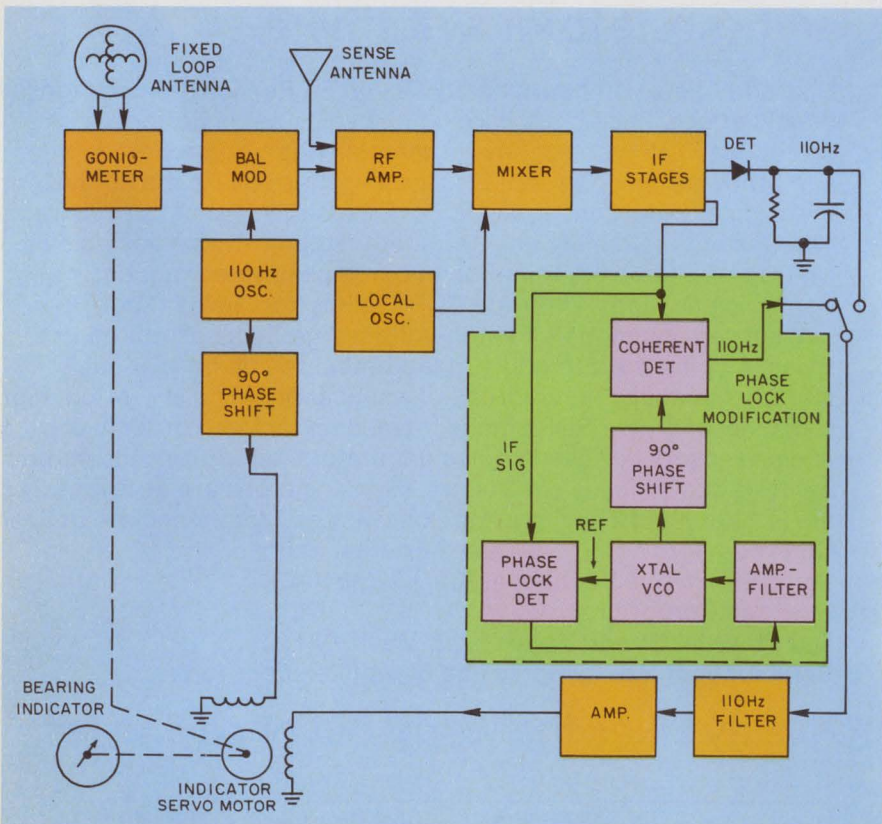 FIXED
LOOP
ANTENNA
SENSE
ANTENNA
GONIO-
METER
BAL
MOD
RF
AMP.
MIXER
IF
STAGES
DET
110Hz
110 Hz
OSC.
LOCAL
OSC.
90°
PHASE
SHIFT
COHERENT
DET
110Hz
PHASE
LOCK
MODIFICATION
IF
SIG
90°
PHASE
SHIFT
REF
PHASE
LOCK
DET
XTAL
VCO
AMP.-
FILTER
BEARING
INDICATOR
INDICATOR
SERVO MOTOR
AMP.
110Hz
FILTER